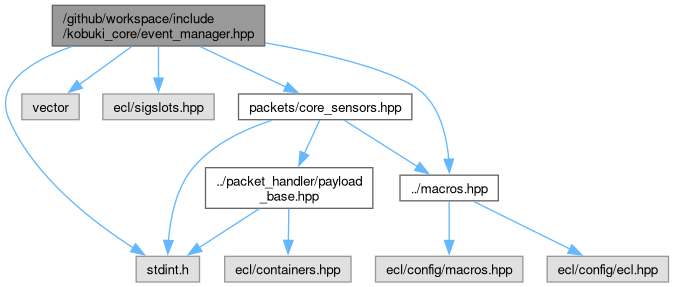 /github/workspace/include
/kobuki_core/event_manager.hpp
vector
ecl/sigslots.hpp
packets/core_sensors.hpp
../packet_handler/payload
_base.hpp
../macros.hpp
stdint.h
ecl/containers.hpp
ecl/config/macros.hpp
ecl/config/ecl.hpp